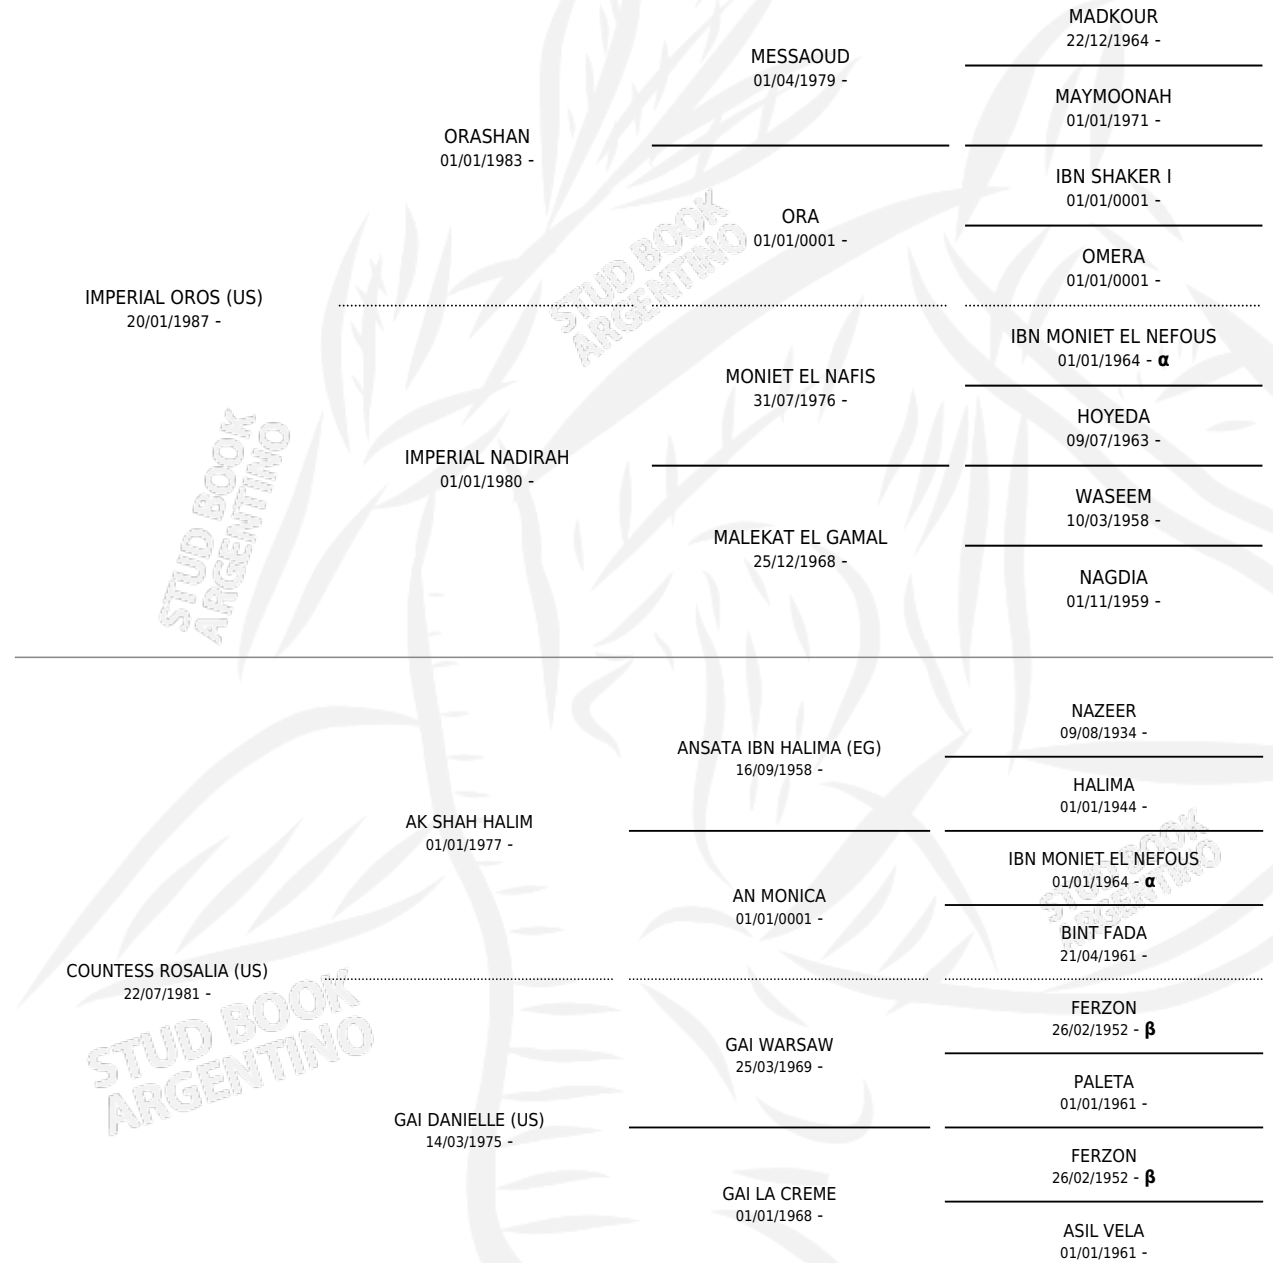 MADKOUR
22/12/1964 -
MESSAOUD
01/04/1979 -
MAYMOONAH
01/01/1971 -
ORASHAN
01/01/1983 -
IBN SHAKER I
01/01/0001 -
ORA
01/01/0001 -
OMERA
01/01/0001 -
IMPERIAL OROS (US)
20/01/1987 -
IBN MONIET EL NEFOUS
01/01/1964 - α
MONIET EL NAFIS
31/07/1976 -
HOYEDA
09/07/1963 -
IMPERIAL NADIRAH
01/01/1980 -
WASEEM
10/03/1958 -
MALEKAT EL GAMAL
25/12/1968 -
NAGDIA
01/11/1959 -
NAZEER
09/08/1934 -
ANSATA IBN HALIMA (EG)
16/09/1958 -
HALIMA
01/01/1944 -
AK SHAH HALIM
01/01/1977 -
IBN MONIET EL NEFOUS
01/01/1964 - α
AN MONICA
01/01/0001 -
BINT FADA
21/04/1961 -
COUNTESS ROSALIA (US)
22/07/1981 -
FERZON
26/02/1952 - β
GAI WARSAW
25/03/1969 -
PALETA
01/01/1961 -
GAI DANIELLE (US)
14/03/1975 -
FERZON
26/02/1952 - β
GAI LA CREME
01/01/1968 -
ASIL VELA
01/01/1961 -
STUD BOOK
ARGENTINO
STUD BOOK
ARGENTINO
STUD BOOK
ARGENTINO
STUD BOOK
ARGENTINO